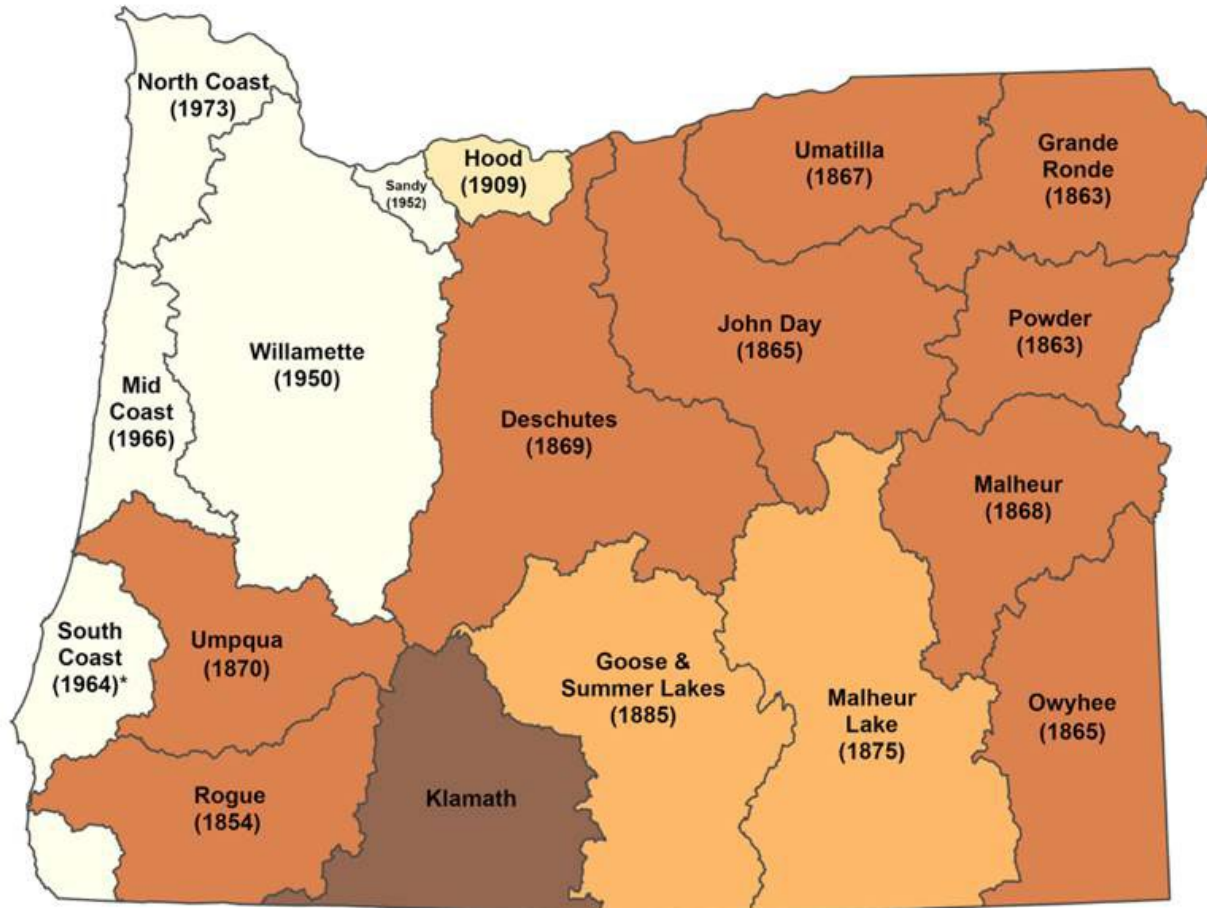 North Coast
(1973)
Hood
(1909)
Sandy
(1952)
Umatilla
(1867)
Grande
Ronde
(1863)
Willamette
(1950)
John Day
(1865)
Powder
(1863)
Mid
Coast
(1966)
Deschutes
(1869)
Malheur
(1868)
South
Coast
(1964)*
Umpqua
(1870)
Goose &
Summer Lakes
(1885)
Malheur
Lake
(1875)
Owyhee
(1865)
Rogue
(1854)
Klamath